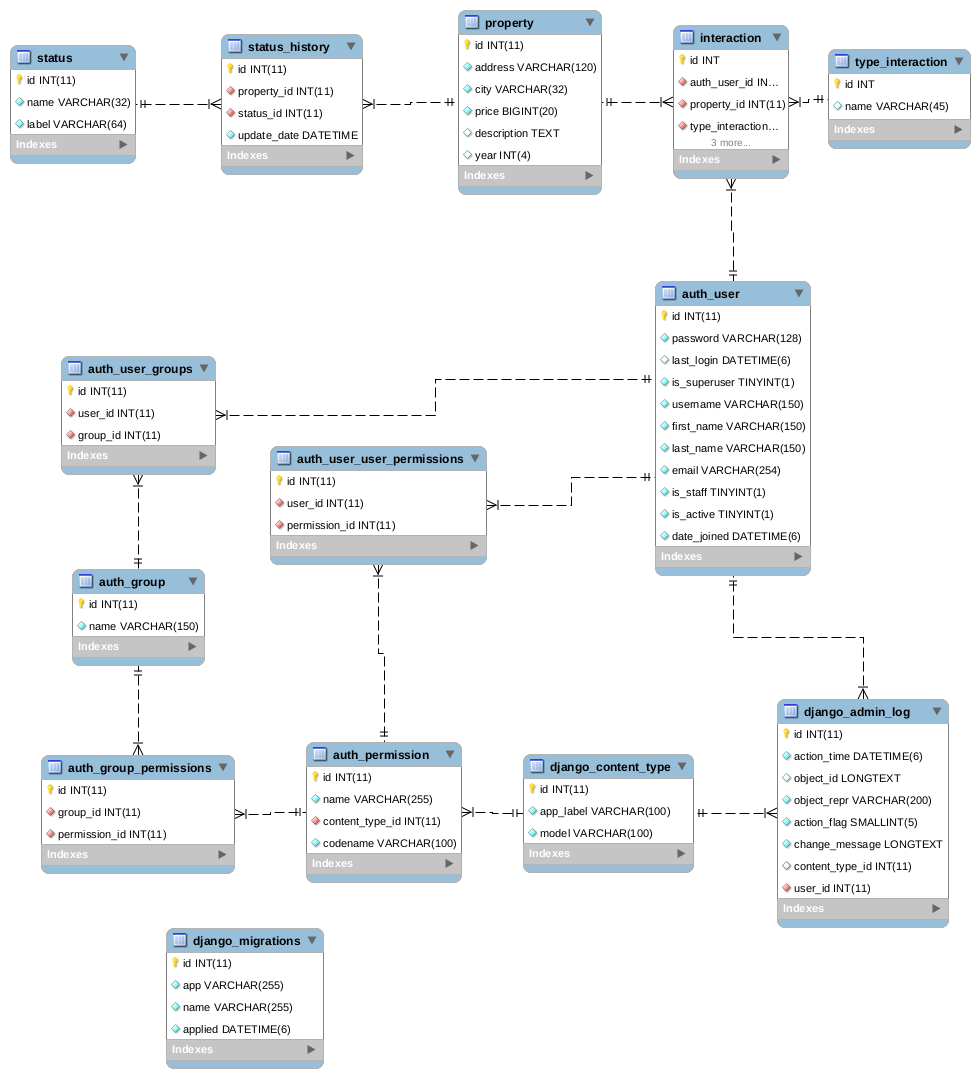 status
id INT(11)
name VARCHAR(32)
label VARCHAR(64)
Indexes
status_history
id INT(11)
property_id INT(11)
status_id INT(11)
update_date DATETIME
Indexes
property
id INT(11)
address VARCHAR(120)
city VARCHAR(32)
price BIGINT(20)
description TEXT
year INT(4)
Indexes
interaction
id INT
auth_user_id IN...
property_id INT(11)
type_interaction...
3 more...
Indexes
type_interaction
id INT
name VARCHAR(45)
Indexes
auth_user
id INT(11)
password VARCHAR(128)
last_login DATETIME(6)
is_superuser TINYINT(1)
username VARCHAR(150)
first_name VARCHAR(150)
last_name VARCHAR(150)
email VARCHAR(254)
is_staff TINYINT(1)
is_active TINYINT(1)
date_joined DATETIME(6)
Indexes
auth_user_groups
id INT(11)
user_id INT(11)
group_id INT(11)
Indexes
auth_user_user_permissions
id INT(11)
user_id INT(11)
permission_id INT(11)
Indexes
auth_group
id INT(11)
name VARCHAR(150)
Indexes
auth_group_permissions
id INT(11)
group_id INT(11)
permission_id INT(11)
Indexes
auth_permission
id INT(11)
name VARCHAR(255)
content_type_id INT(11)
codename VARCHAR(100)
Indexes
django_content_type
id INT(11)
app_label VARCHAR(100)
model VARCHAR(100)
Indexes
django_admin_log
id INT(11)
action_time DATETIME(6)
object_id LONGTEXT
object_repr VARCHAR(200)
action_flag SMALLINT(5)
change_message LONGTEXT
content_type_id INT(11)
user_id INT(11)
Indexes
django_migrations
id INT(11)
app VARCHAR(255)
name VARCHAR(255)
applied DATETIME(6)
Indexes